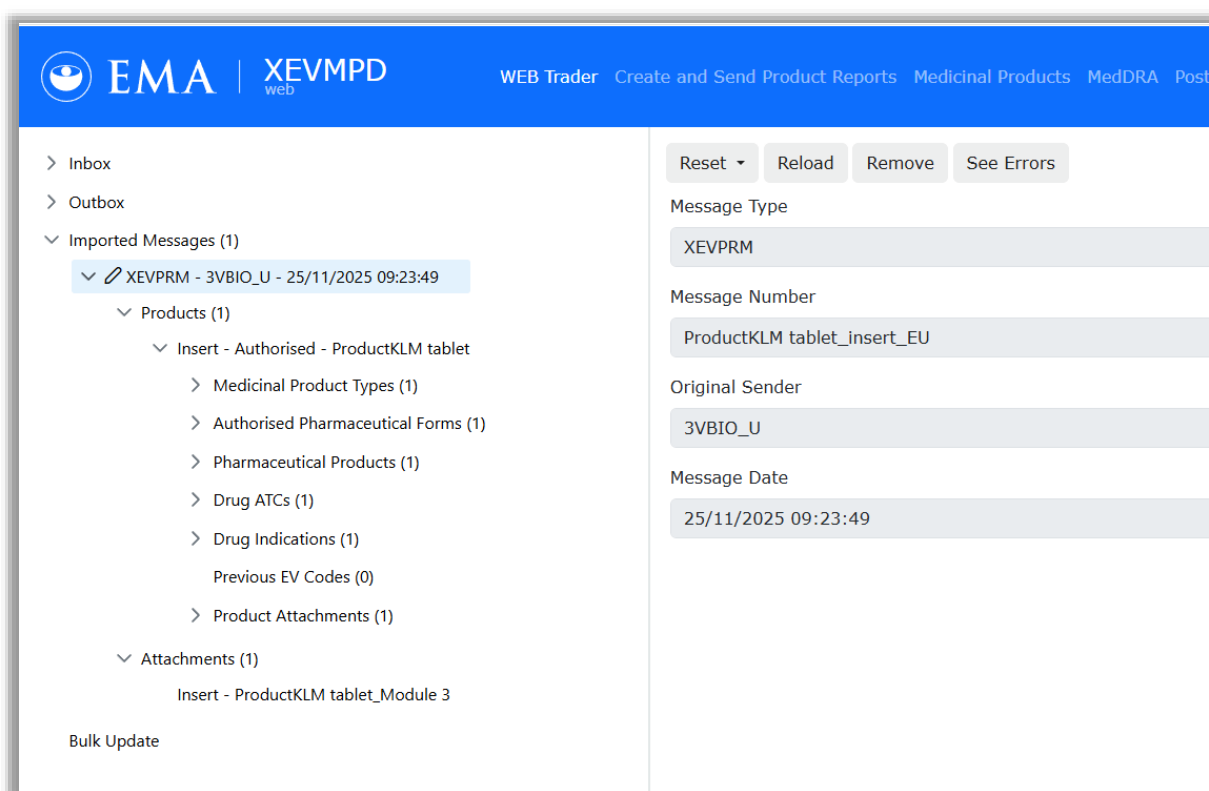 EMA XEVMPD
web
WEB Trader Create and Send Product Reports Medicinal Products MedDRA Post
Inbox
Outbox
Imported Messages (1)
XEVPRM - 3VBIO_U - 25/11/2025 09:23:49
Products (1)
Insert - Authorised - ProductKLM tablet
Medicinal Product Types (1)
Authorised Pharmaceutical Forms (1)
Pharmaceutical Products (1)
Drug ATCs (1)
Drug Indications (1)
Previous EV Codes (0)
Product Attachments (1)
Attachments (1)
Insert - ProductKLM tablet_Module 3
Bulk Update
Reset Reload Remove See Errors
Message Type
XEVPRM
Message Number
ProductKLM tablet_insert_EU
Original Sender
3VBIO_U
Message Date
25/11/2025 09:23:49